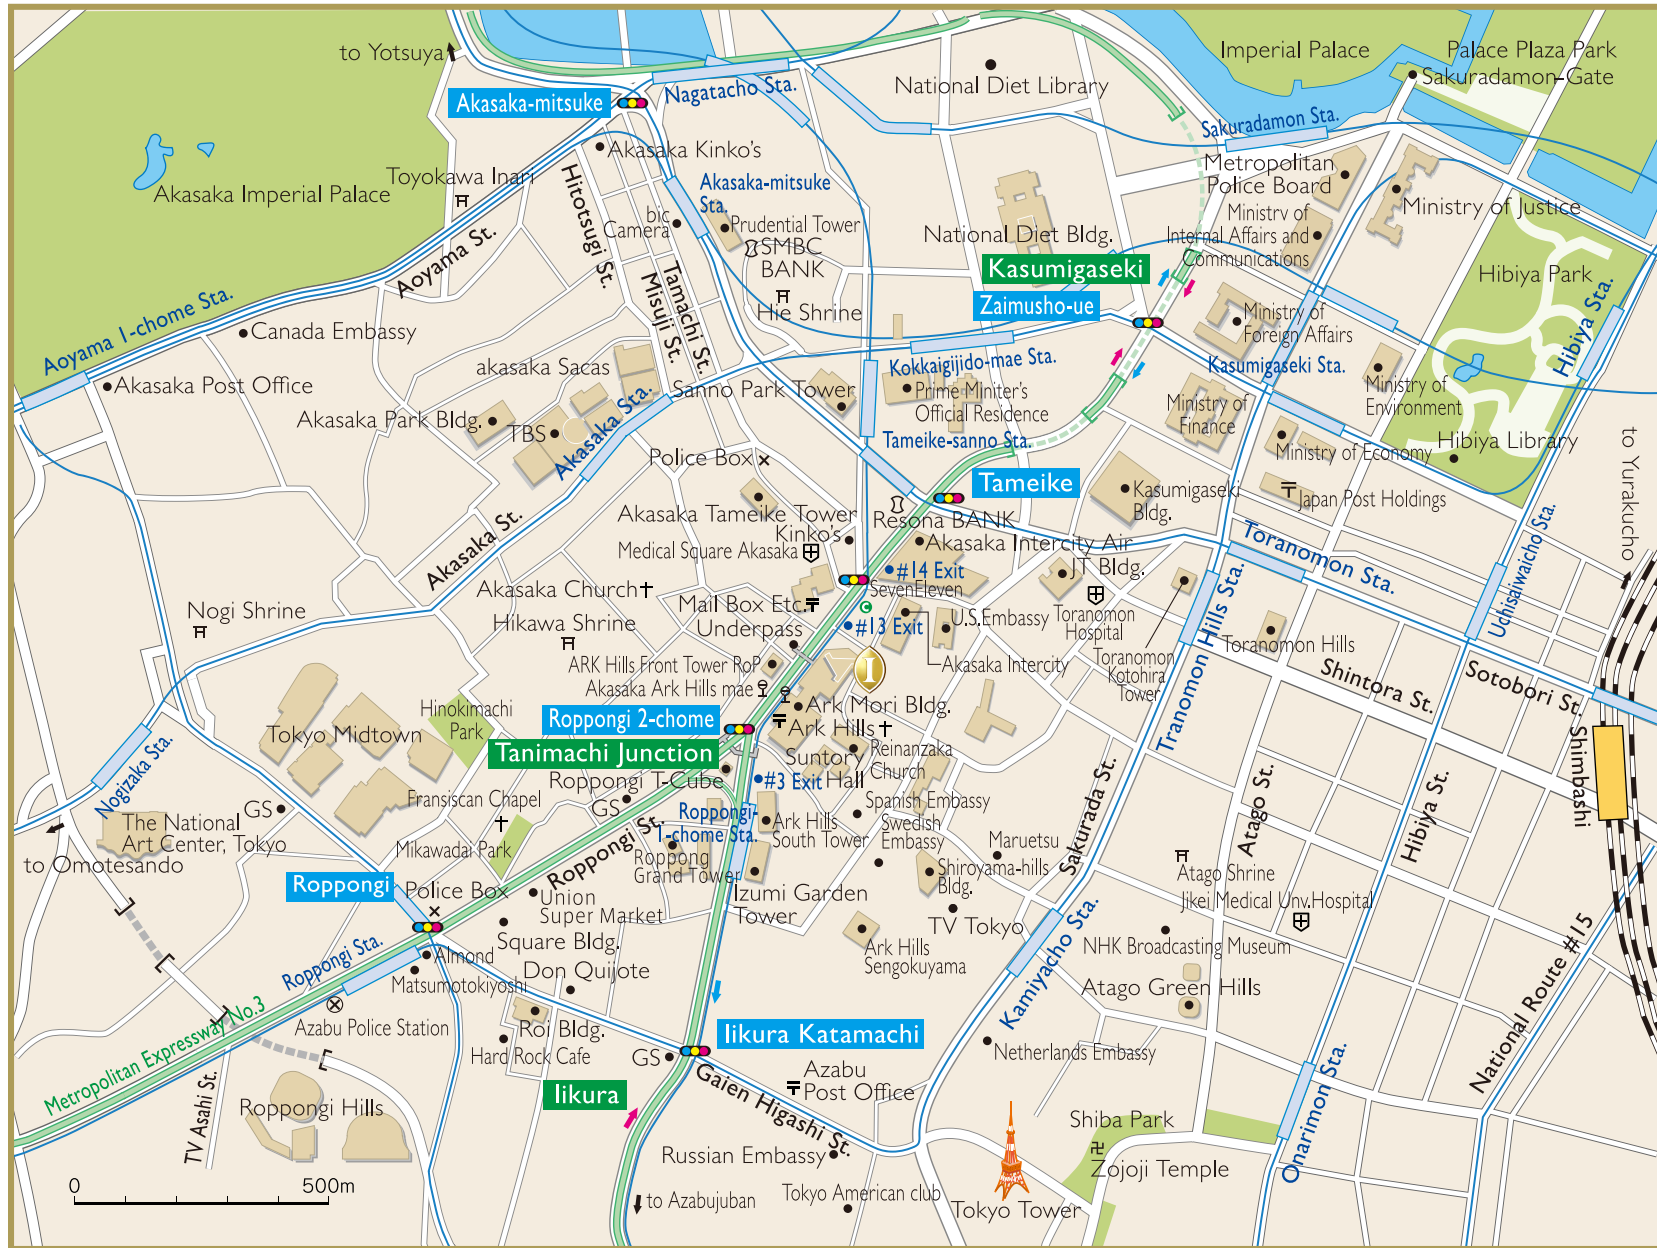 to Yotsuya
Akasaka-mitsuke
Nagatacho Sta.
National Diet Library
Imperial Palace
Palace Plaza Park
Sakuradamon-Gate
Sakuradamon Sta.
Akasaka Kinko's
Toyokawa Inari
Akasaka Imperial Palace
Hitotsugi St.
Akasaka-mitsuke
Sta.
bic
Camera
Prudential Tower
SMBC
BANK
Metropolitan
Police Board
Ministry of Justice
Ministry of
Internal Affairs and
Communications
National Diet Bldg.
Kasumigaseki
Zaimusho-ue
Hibiya Park
Hibiya Sta.
Aoyama St.
Aoyama 1-chome Sta.
Tamachi St.
Misuji St.
Hie Shrine
Canada Embassy
Akasaka Post Office
akasaka Sacas
Akasaka Park Bldg.
TBS
Akasaka Sta.
Sanno Park Tower
Kokkaigijido-mae Sta.
Prime Miniter's
Official Residence
Ministry of
Foreign Affairs
Kasumigaseki Sta.
Ministry of
Environment
Ministry of
Finance
Ministry of Economy
Hibiya Library
Tameike-sanno Sta.
Police Box
Tameike
Kasumigaseki
Bldg.
Japan Post Holdings
to Yurakucho
Akasaka Tameike Tower
Kinko's
Resona BANK
Medical Square Akasaka
Akasaka Intercity Air
#14 Exit
JT Bldg.
Toranomon Sta.
Uchisaiwaicho Sta.
Akasaka St.
Akasaka Church
SevenEleven
Nogi Shrine
Hikawa Shrine
Mail Box Etc.
Underpass
#13 Exit
U.S.Embassy
Toranomon
Hospital
Toranomon Hills
Toranomon
Kotohira
Tower
Tranomon Hills Sta.
ARK Hills Front Tower RoP
Akasaka Ark Hills mae
I
Akasaka Intercity
Shintora St.
Sotobori St.
Shimbashi
Hinokimachi
Park
Tokyo Midtown
Roppongi 2-chome
Ark Mori Bldg.
Ark Hills
Tanimachi Junction
Suntory
Hall
Reinanzaka
Church
Roppongi T-Cube
#3 Exit
Nogizaka Sta.
GS
Fransiscan Chapel
GS
Roppongi-
1-chome Sta.
Ark Hills
South Tower
Spanish Embassy
Swedish
Embassy
Maruetsu
Sakurada St.
Atago St.
Hibiya St.
The National
Art Center, Tokyo
to Omotesando
Mikawadai Park
Roppongi St.
Roppong
Grand Tower
Izumi Garden
Tower
Shiroyama-hills
Bldg.
Atago Shrine
Jikei Medical Unv.Hospital
Roppongi
Police Box
Union
Super Market
Square Bldg.
TV Tokyo
Ark Hills
Sengokuyama
NHK Broadcasting Museum
Kamiyacho Sta.
Roppongi Sta.
Almond
Matsumotokiyoshi
Don Quijote
Atago Green Hills
National Route #15
Metropolitan Expressway No.3
Azabu Police Station
Roi Bldg.
Hard Rock Cafe
GS
Iikura Katamachi
Netherlands Embassy
Onarimon Sta.
Iikura
Azabu
Post Office
Gaien Higashi St.
TV Asahi St.
Roppongi Hills
Shiba Park
Zojoji Temple
Russian Embassy
0
500m
to Azabujuban
Tokyo American club
Tokyo Tower